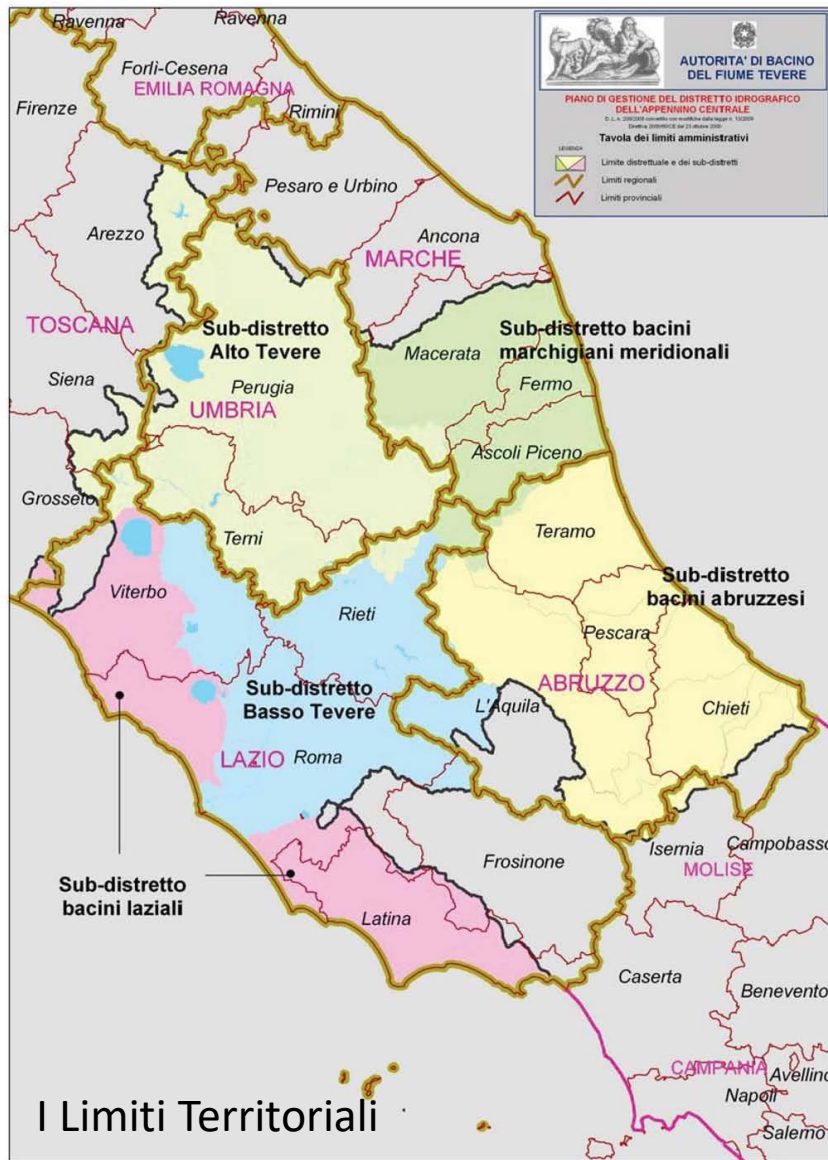 Ravenna
Ravenna
Forlì-Cesena
EMILIA ROMAGNA
Firenze
Rimini
AUTORITA' DI BACINO
DEL FIUME TEVERE
PIANO DI GESTIONE DEL DISTRETTO IDROGRAFICO
DELL'APPENNINO CENTRALE
Tavola dei limiti amministrativi
LEGENDA
Limite distrettuale e dei sub-distretti
Limiti regionali
Limiti provinciali
Pesaro e Urbino
Arezzo
Ancona
MARCHE
TOSCANA
Sub-distretto
Alto Tevere
Sub-distretto bacini
marchigiani meridionali
Macerata
Siena
Perugia
Fermo
UMBRIA
Ascoli Piceno
Grosseto
Terni
Teramo
Viterbo
Sub-distretto
bacini abruzzesi
Rieti
Pescara
Sub-distretto
Basso Tevere
ABRUZZO
L'Aquila
Chieti
LAZIO
Roma
Isernia
Campobasso
MOLISE
Frosinone
Sub-distretto
bacini laziali
Latina
Caserta
Benevento
CAMPANIA
Avellino
Napoli
Salerno
I Limiti Territoriali